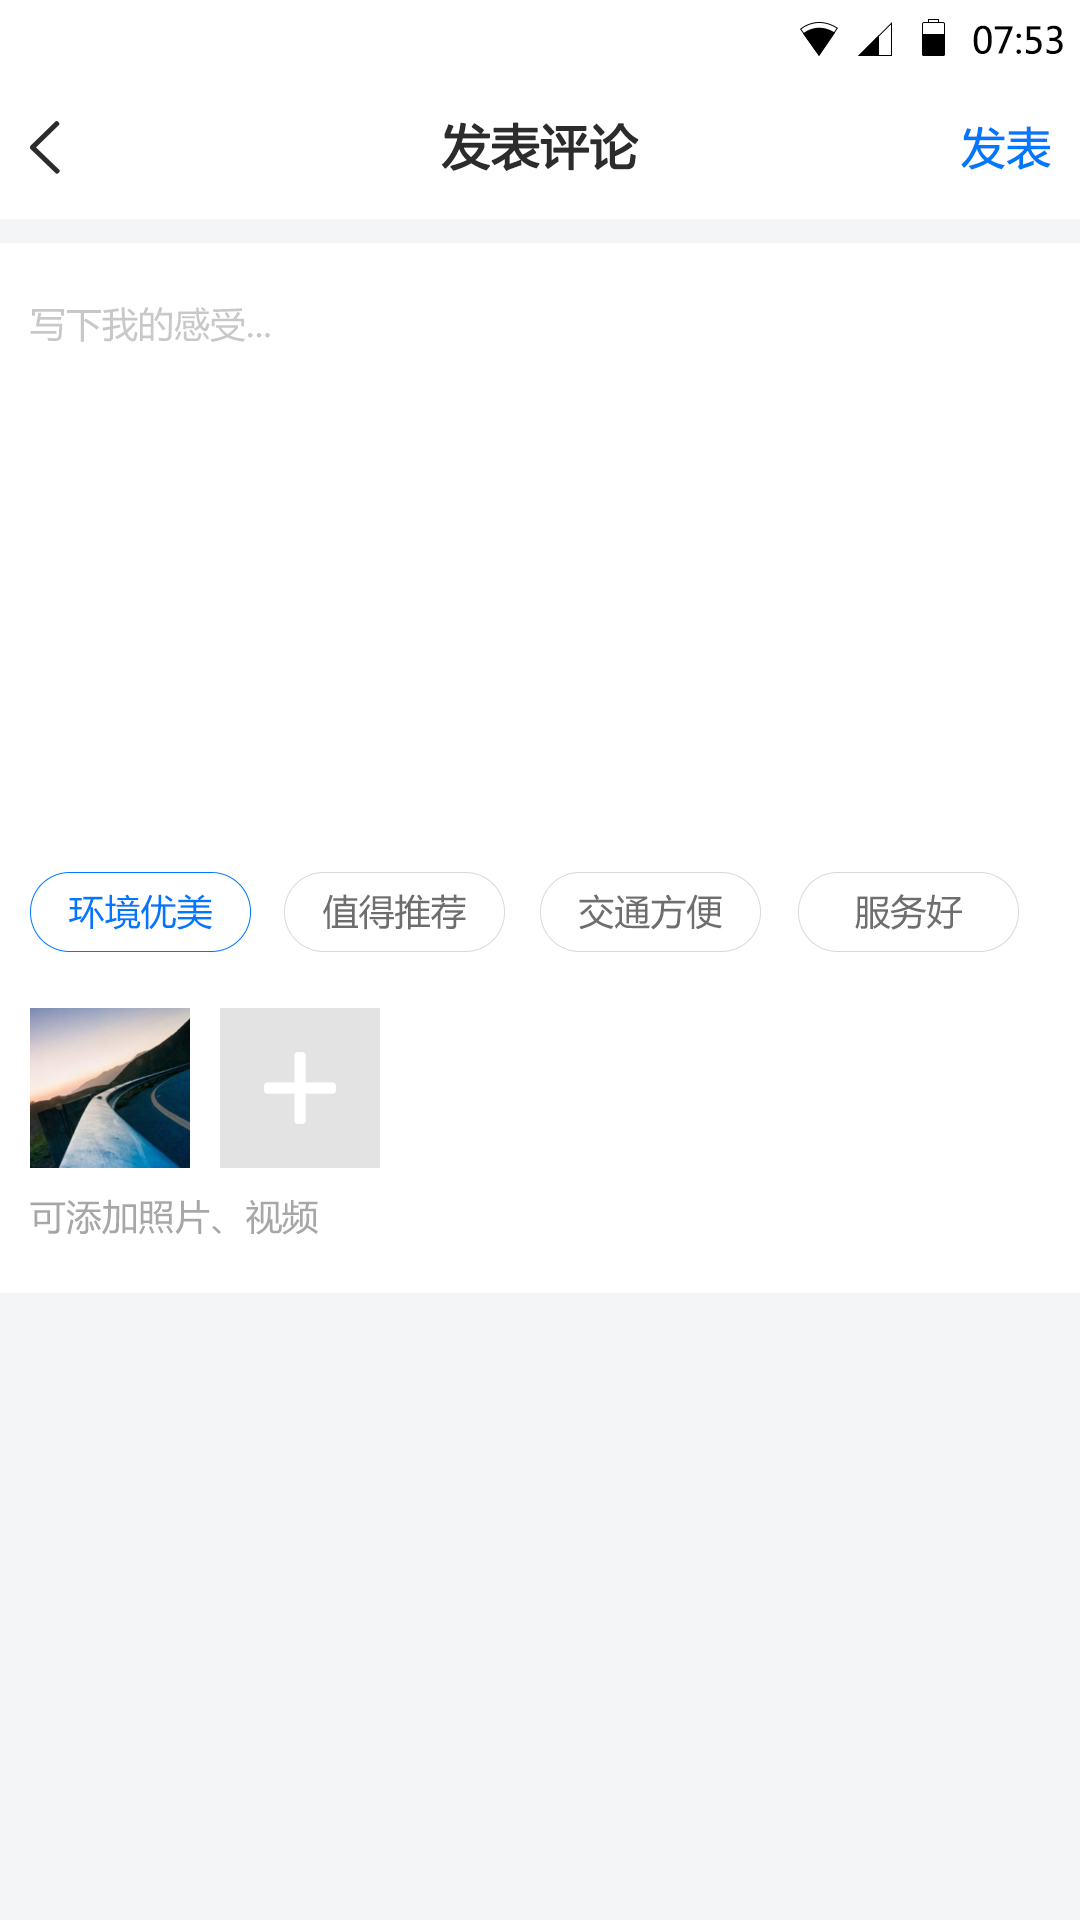 07:53
发表评论
发表
写下我的感受...
环境优美 值得推荐 交通方便 服务好
可添加照片、视频